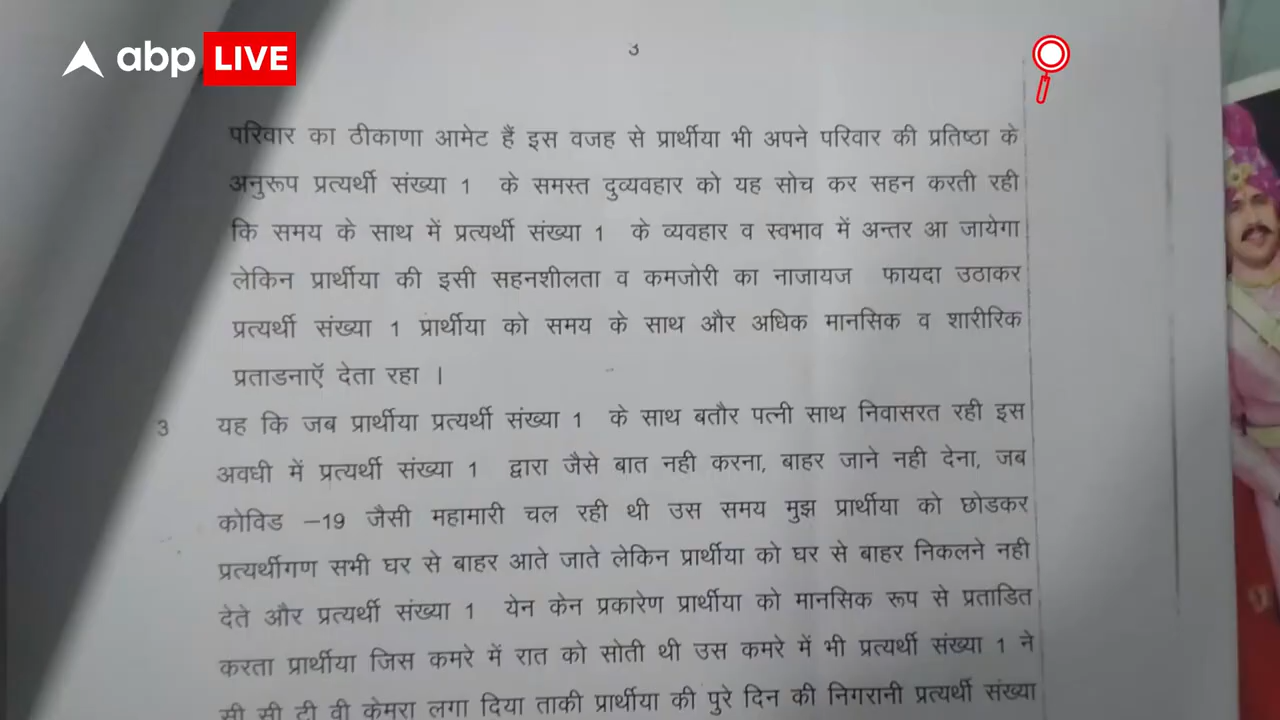 abp LIVE
3
परिवार का ठीकाणा आमेट हैं इस वजह से प्रार्थीया भी अपने परिवार की प्रतिष्ठा के
अनुरूप प्रत्यर्थी संख्या 1 के समस्त दुव्यवहार को यह सोच कर सहन करती रही
कि समय के साथ में प्रत्यर्थी संख्या 1 के व्यवहार व स्वभाव में अन्तर आ जायेगा
लेकिन प्रार्थीया की इसी सहनशीलता व कमजोरी का नाजायज फायदा उठाकर
प्रत्यर्थी संख्या 1 प्रार्थीया को समय के साथ और अधिक मानसिक व शारीरिक
प्रताडनाऍ देता रहा ।
3 यह कि जब प्रार्थीया प्रत्यर्थी संख्या 1 के साथ बतौर पत्नी साथ निवासरत रही इस
अवधी में प्रत्यर्थी संख्या 1 द्वारा जैसे बात नही करना, बाहर जाने नही देना, जब
कोविड –19 जैसी महामारी चल रही थी उस समय मुझ प्रार्थीया को छोडकर
प्रत्यर्थीगण सभी घर से बाहर आते जाते लेकिन प्रार्थीया को घर से बाहर निकलने नही
देते और प्रत्यर्थी संख्या 1 येन केन प्रकारेण प्रार्थीया को मानसिक रूप से प्रताडित
करता प्रार्थीया जिस कमरे में रात को सोती थी उस कमरे में भी प्रत्यर्थी संख्या 1 ने
सी सी टी वी केमरा लगा दिया ताकी प्रार्थीया की पुरे दिन की निगरानी प्रत्यर्थी संख्या